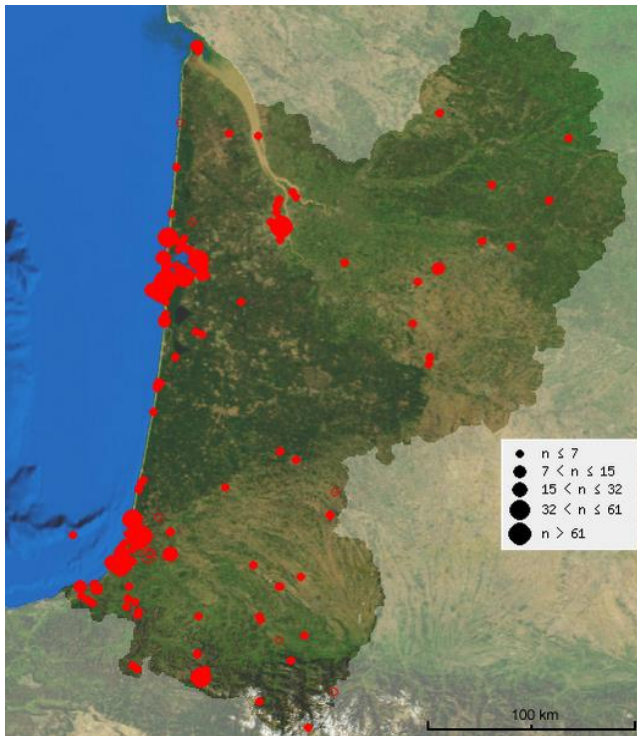 n ≤ 7
7 < n ≤ 15
15 < n ≤ 32
32 < n ≤ 61
n > 61
100 km